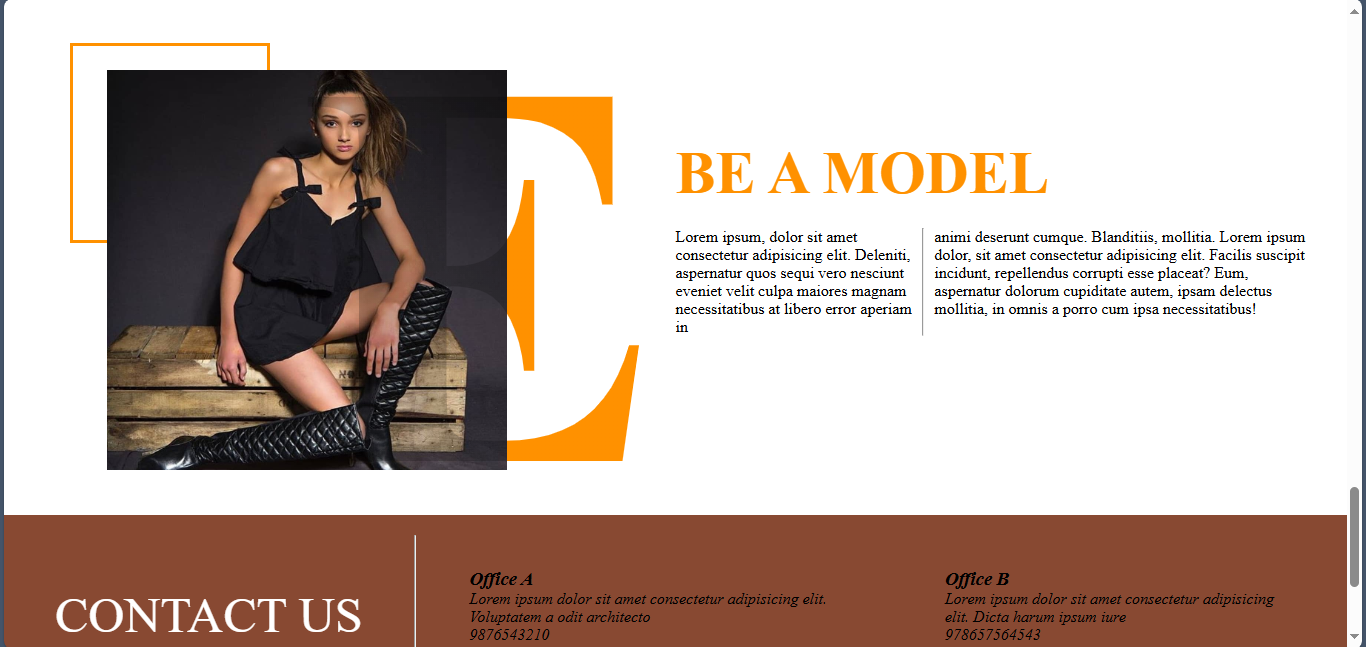 E
BE A MODEL
Lorem ipsum, dolor sit amet
consectetur adipisicing elit. Deleniti,
aspernatur quos sequi vero nesciunt
eveniet velit culpa maiores magnam
necessitatibus at libero error aperiam
in
animi deserunt cumque. Blanditiis, mollitia. Lorem ipsum
dolor, sit amet consectetur adipisicing elit. Facilis suscipit
incidunt, repellendus corrupti esse placeat? Eum,
aspernatur dolorum cupiditate autem, ipsam delectus
mollitia, in omnis a porro cum ipsa necessitatibus!
CONTACT US
Office A
Lorem ipsum dolor sit amet consectetur adipisicing elit.
Voluptatem a odit architecto
9876543210
Office B
Lorem ipsum dolor sit amet consectetur adipisicing
elit. Dicta harum ipsum iure
978657564543